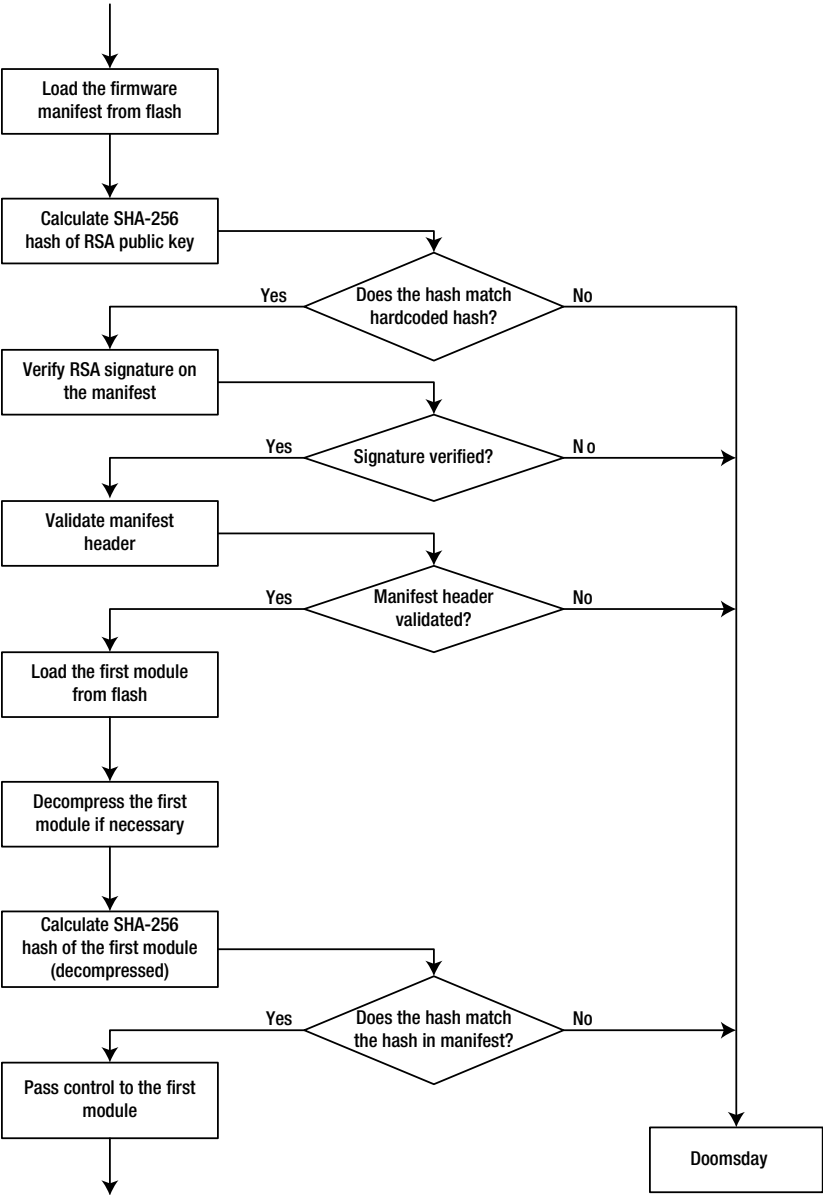 Load the firmware
manifest from flash
Calculate SHA-256
hash of RSA public key
Does the hash match
hardcoded hash?
Yes
No
Verify RSA signature on
the manifest
Signature verified?
Yes
No
Validate manifest
header
Manifest header
validated?
Yes
No
Load the first module
from flash
Decompress the first
module if necessary
Calculate SHA-256
hash of the first module
(decompressed)
Does the hash match
the hash in manifest?
Yes
No
Pass control to the first
module
Doomsday